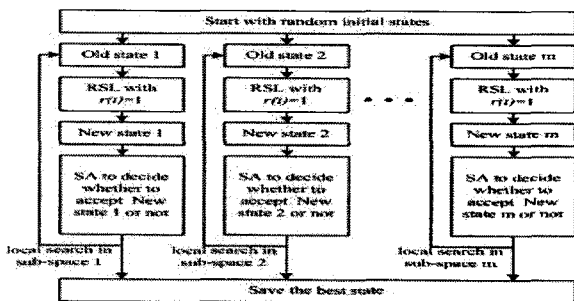 Start with random initial states
Old state 1
Old state 2
Old state m
RSL with
r(t)=1
RSL with
r(t)=1
RSL with
r(t)=1
New state 1
New state 2
New state m
SA to decide
whether to
accept New
state 1 or not
SA to decide
whether to
accept New
state 2 or not
SA to decide
whether to
accept New
state m or not
local search in
sub-space 1
local search in
sub-space 2
local search in
sub-space m
Save the best state